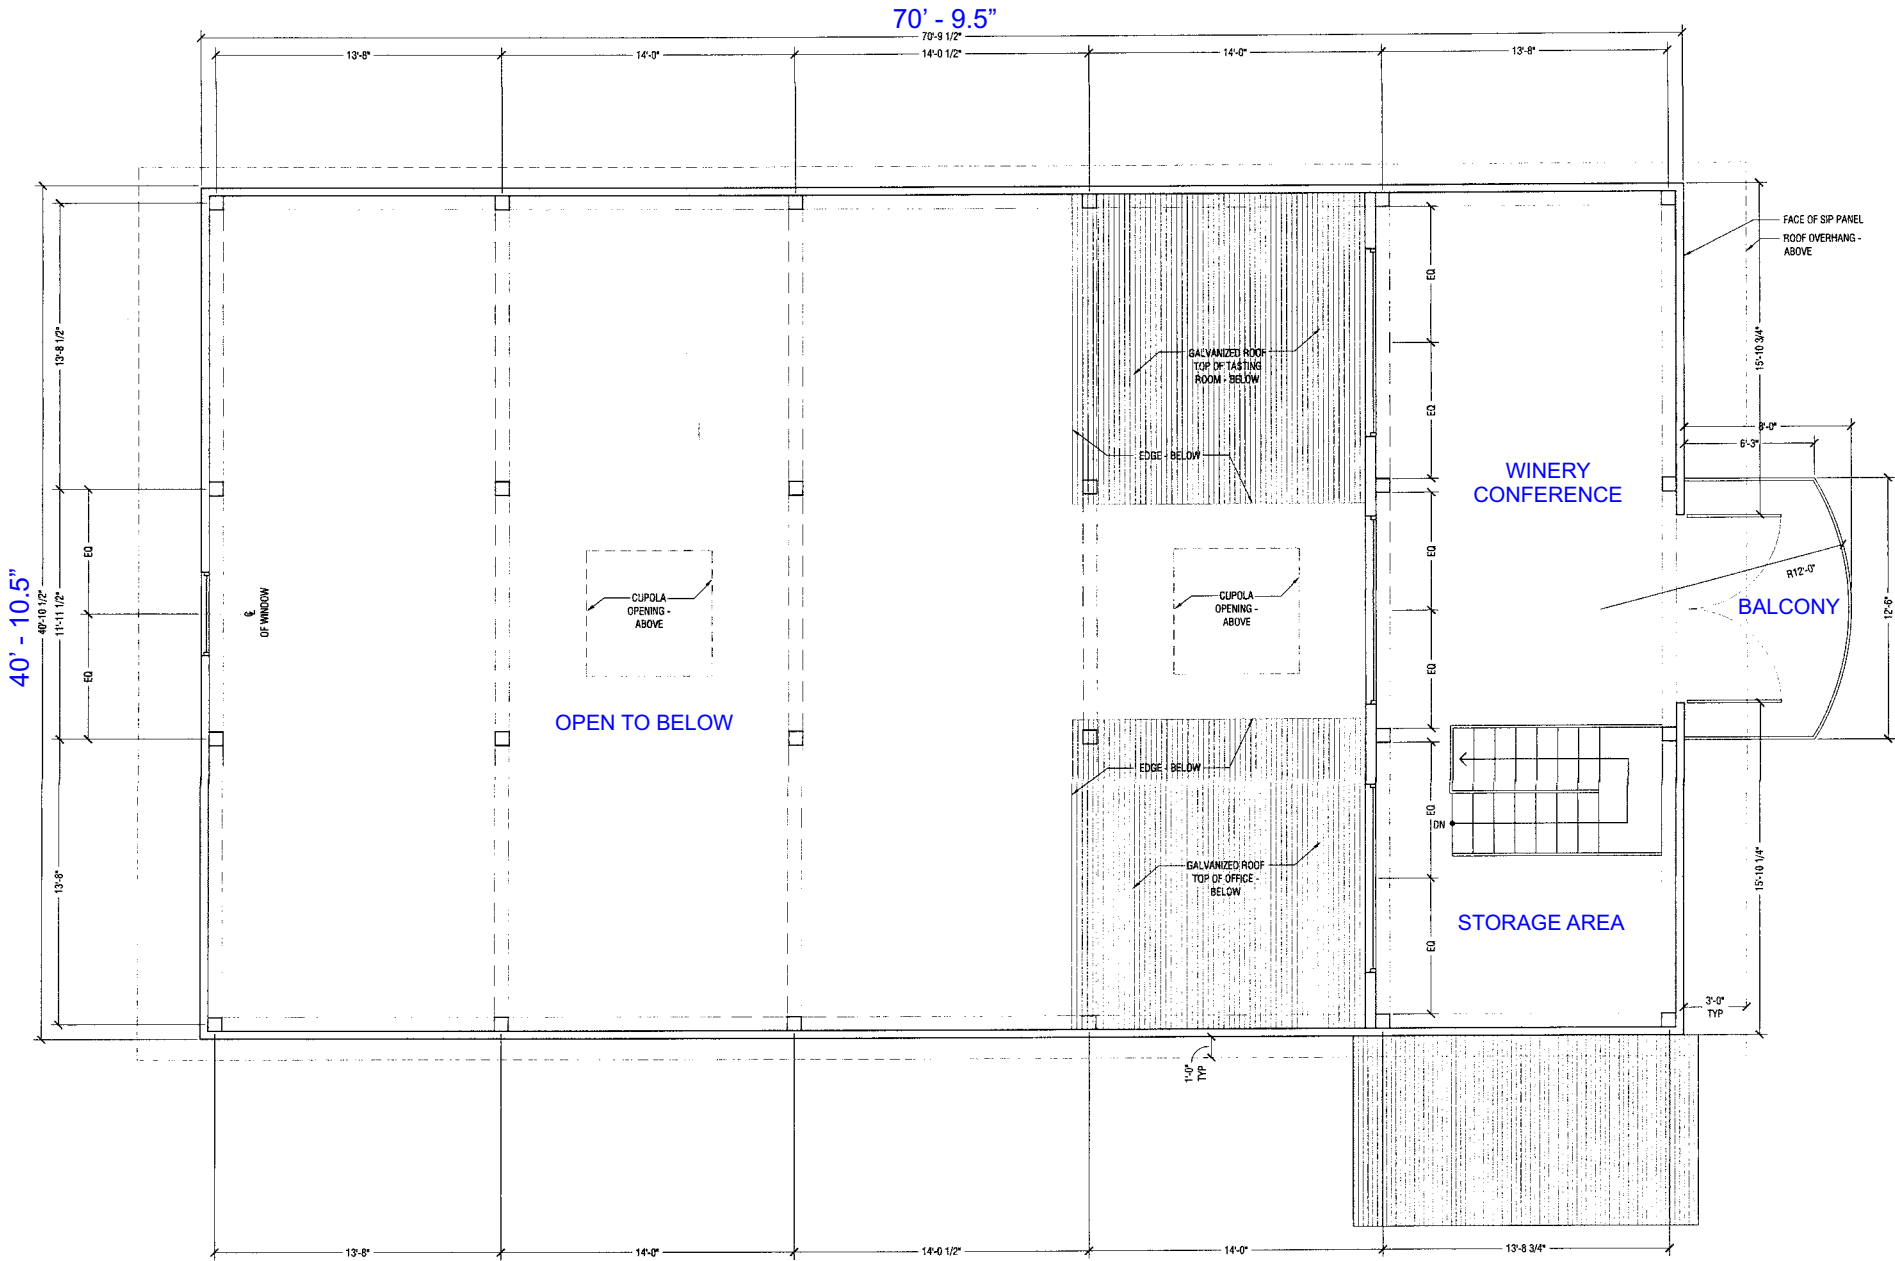 70’ - 9.5”
70'-9 1/2"
13'-8"
14'-0"
14'-0 1/2"
14'-0"
13'-8"
FACE OF SIP PANEL
ROOF OVERHANG -
ABOVE
13'-8 1/2"
EQ
15'-10 3/4"
GALVANIZED ROOF
TOP OF TASTING
ROOM - BELOW
EQ
8'-0"
6'-3"
EDGE - BELOW
WINERY
CONFERENCE
40’ - 10.5”
40'-10 1/2"
11'-11 1/2"
EQ
EQ
℄
OF WINDOW
CUPOLA
OPENING -
ABOVE
CUPOLA
OPENING -
ABOVE
EQ
EQ
R12'-0"
BALCONY
12'-6"
OPEN TO BELOW
EDGE - BELOW
EQ
DN
GALVANIZED ROOF
TOP OF OFFICE -
BELOW
13'-8"
15'-10 1/4"
STORAGE AREA
EQ
3'-0"
TYP
1'-0"
TYP
13'-8"
14'-0"
14'-0 1/2"
14'-0"
13'-8 3/4"